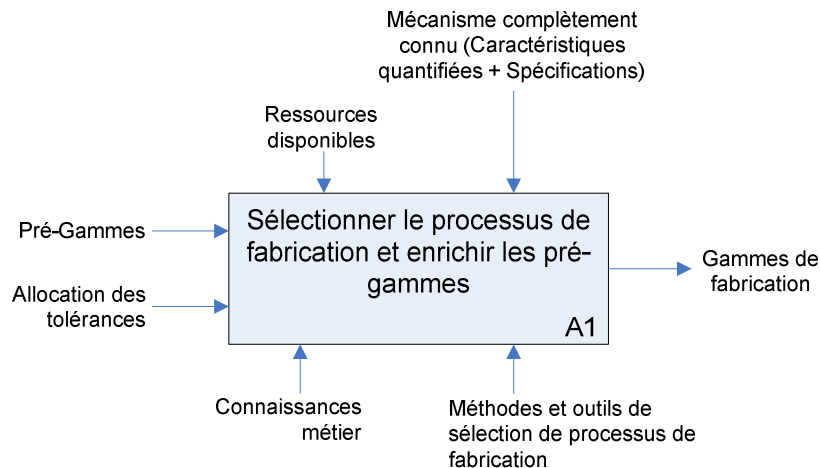 Mécanisme complètement
connu (Caractéristiques
quantifiées + Spécifications)
Ressources
disponibles
Pré-Gammes
Allocation des
tolérances
Sélectionner le processus de
fabrication et enrichir les pré-
gammes
A1
Gammes de
fabrication
Connaissances
métier
Méthodes et outils de
sélection de processus de
fabrication